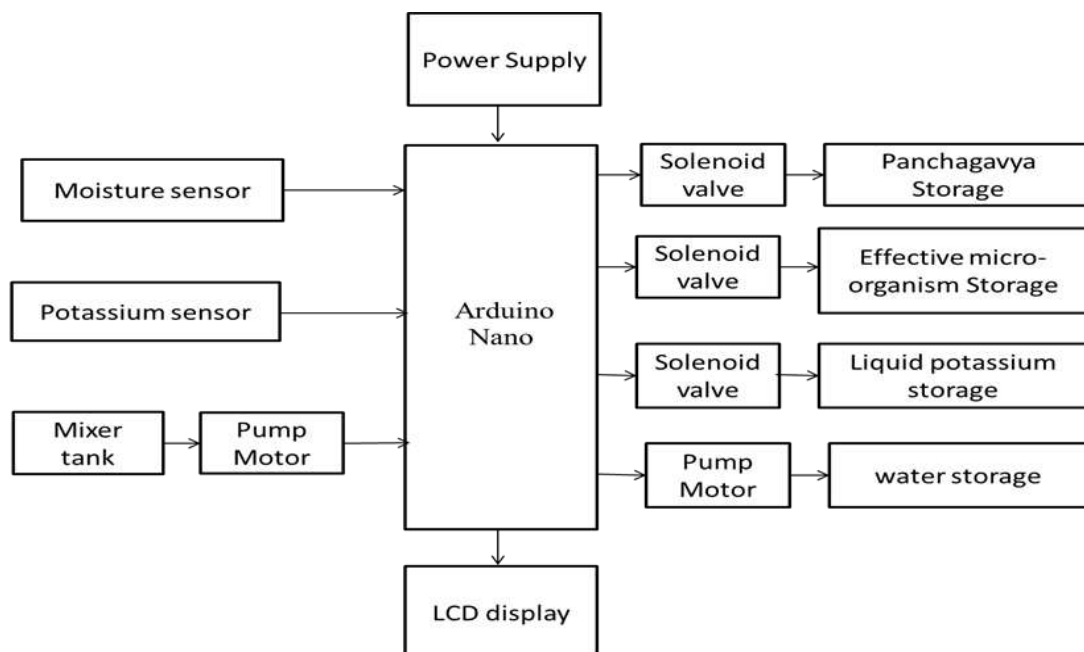 Power Supply
Moisture sensor
Potassium sensor
Mixer
tank
Pump
Motor
Arduino
Nano
Solenoid
valve
Panchagavya
Storage
Solenoid
valve
Effective micro-
organism Storage
Solenoid
valve
Liquid potassium
storage
Pump
Motor
water storage
LCD display